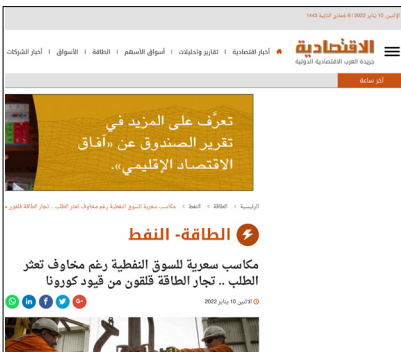 الإثنين 10 يناير 2022 | 6 جمادى الثانية 1443
الاقتصادية
جريدة العرب الاقتصادية الدولية
أخبار اقتصادية | تقارير وتحليلات | أسواق الأسهم | الطاقة | الأسواق | أخبار الشركات
آخر ساعة
تعرَّف على المزيد في
تقرير الصندوق عن «آفاق
الاقتصاد الإقليمي».
الرئيسية > الطاقة > النفط > مكاسب سعرية للسوق النفطية رغم مخاوف تعثر الطلب .. تجار الطاقة قلقون
الطاقة- النفط
مكاسب سعرية للسوق النفطية رغم مخاوف تعثر
الطلب .. تجار الطاقة قلقون من قيود كورونا
الاثنين 10 يناير 2022